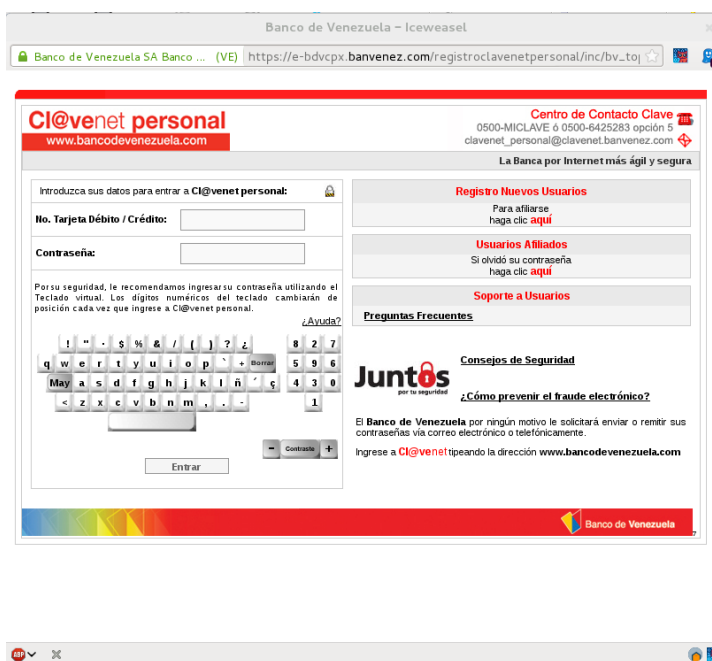 Banco de Venezuela - Iceweasel
Banco de Venezuela SA Banco ... (VE) https://e-bdvcpx.banvenez.com/registroclavenetpersonal/inc/bv_to
Cl@venet personal
www.bancodevenezuela.com
Centro de Contacto Clave
0500-MICLAVE ó 0500-6425283 opción 5
clavenet_personal@clavenet.banvenez.com
La Banca por Internet más ágil y segura
Introduzca sus datos para entrar a Cl@venet personal:
No. Tarjeta Débito / Crédito:
Contraseña:
Por su seguridad, le recomendamos ingresar su contraseña utilizando el
Teclado virtual. Los dígitos numéricos del teclado cambiarán de
posición cada vez que ingrese a Cl@venet personal.
¿Ayuda?
! " · $ % & / ( ) ? ¿ 8 2 7
q w e r t y u i o p ` + Borrar 5 9 6
May a s d f g h j k l ñ ´ ç 4 3 0
< z x c v b n m , . - 1
- Contraste +
Entrar
Registro Nuevos Usuarios
Para afiliarse
haga clic aquí
Usuarios Afiliados
Si olvidó su contraseña
haga clic aquí
Soporte a Usuarios
Preguntas Frecuentes
Juntos
por tu seguridad
Consejos de Seguridad
¿Cómo prevenir el fraude electrónico?
El Banco de Venezuela por ningún motivo le solicitará enviar o remitir sus
contraseñas vía correo electrónico o telefónicamente.
Ingrese a Cl@venet tipeando la dirección www.bancodevenezuela.com
Banco de Venezuela
ABP